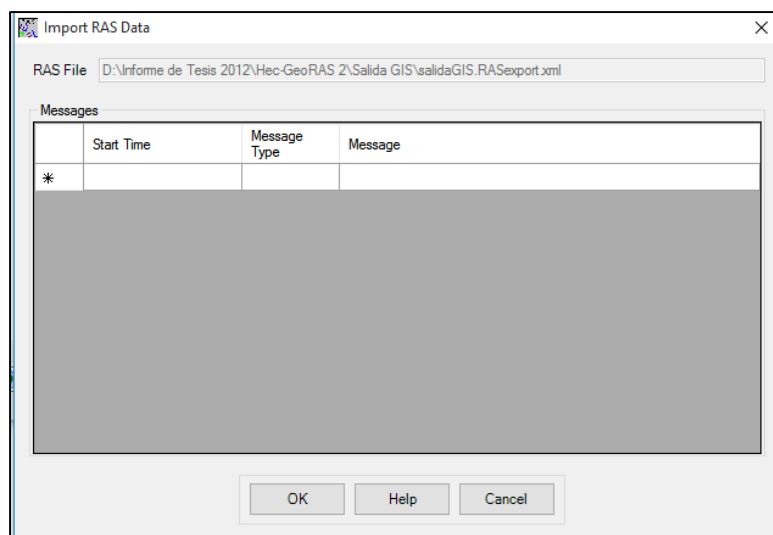 Import RAS Data
RAS File D:\Informe de Tesis 2012\Hec-GeoRAS 2\Salida GIS\salidaGIS.RASexport.xml
Messages
Start Time Message Type Message
*
OK Help Cancel